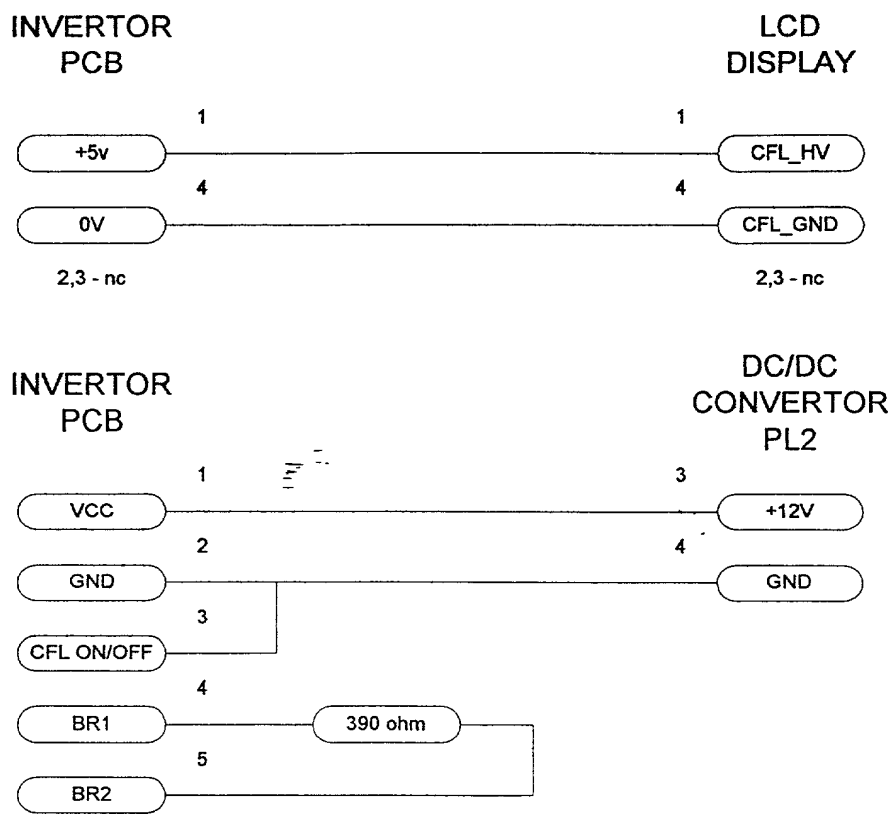 INVERTOR PCB
LCD DISPLAY
1 1
+5v CFL_HV
4 4
0V CFL_GND
2,3 - nc 2,3 - nc
INVERTOR PCB
DC/DC CONVERTOR PL2
1 3
VCC +12V
2 4
GND GND
3
CFL ON/OFF
4
BR1 390 ohm
5
BR2